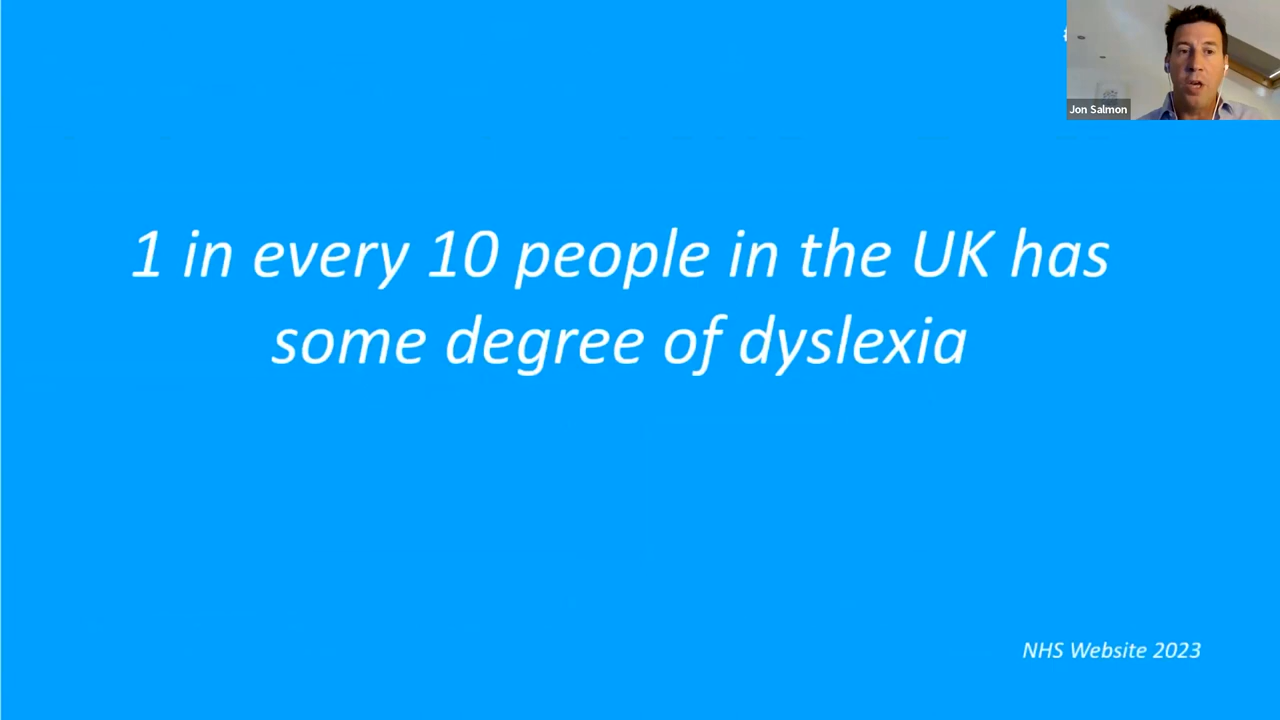 Jon Salmon
1 in every 10 people in the UK has
some degree of dyslexia
NHS Website 2023